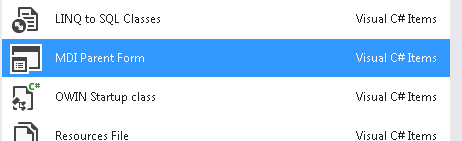 LINQ to SQL Classes Visual C# Items
MDI Parent Form Visual C# Items
C#
OWIN Startup class Visual C# Items
Resources File Visual C# Items